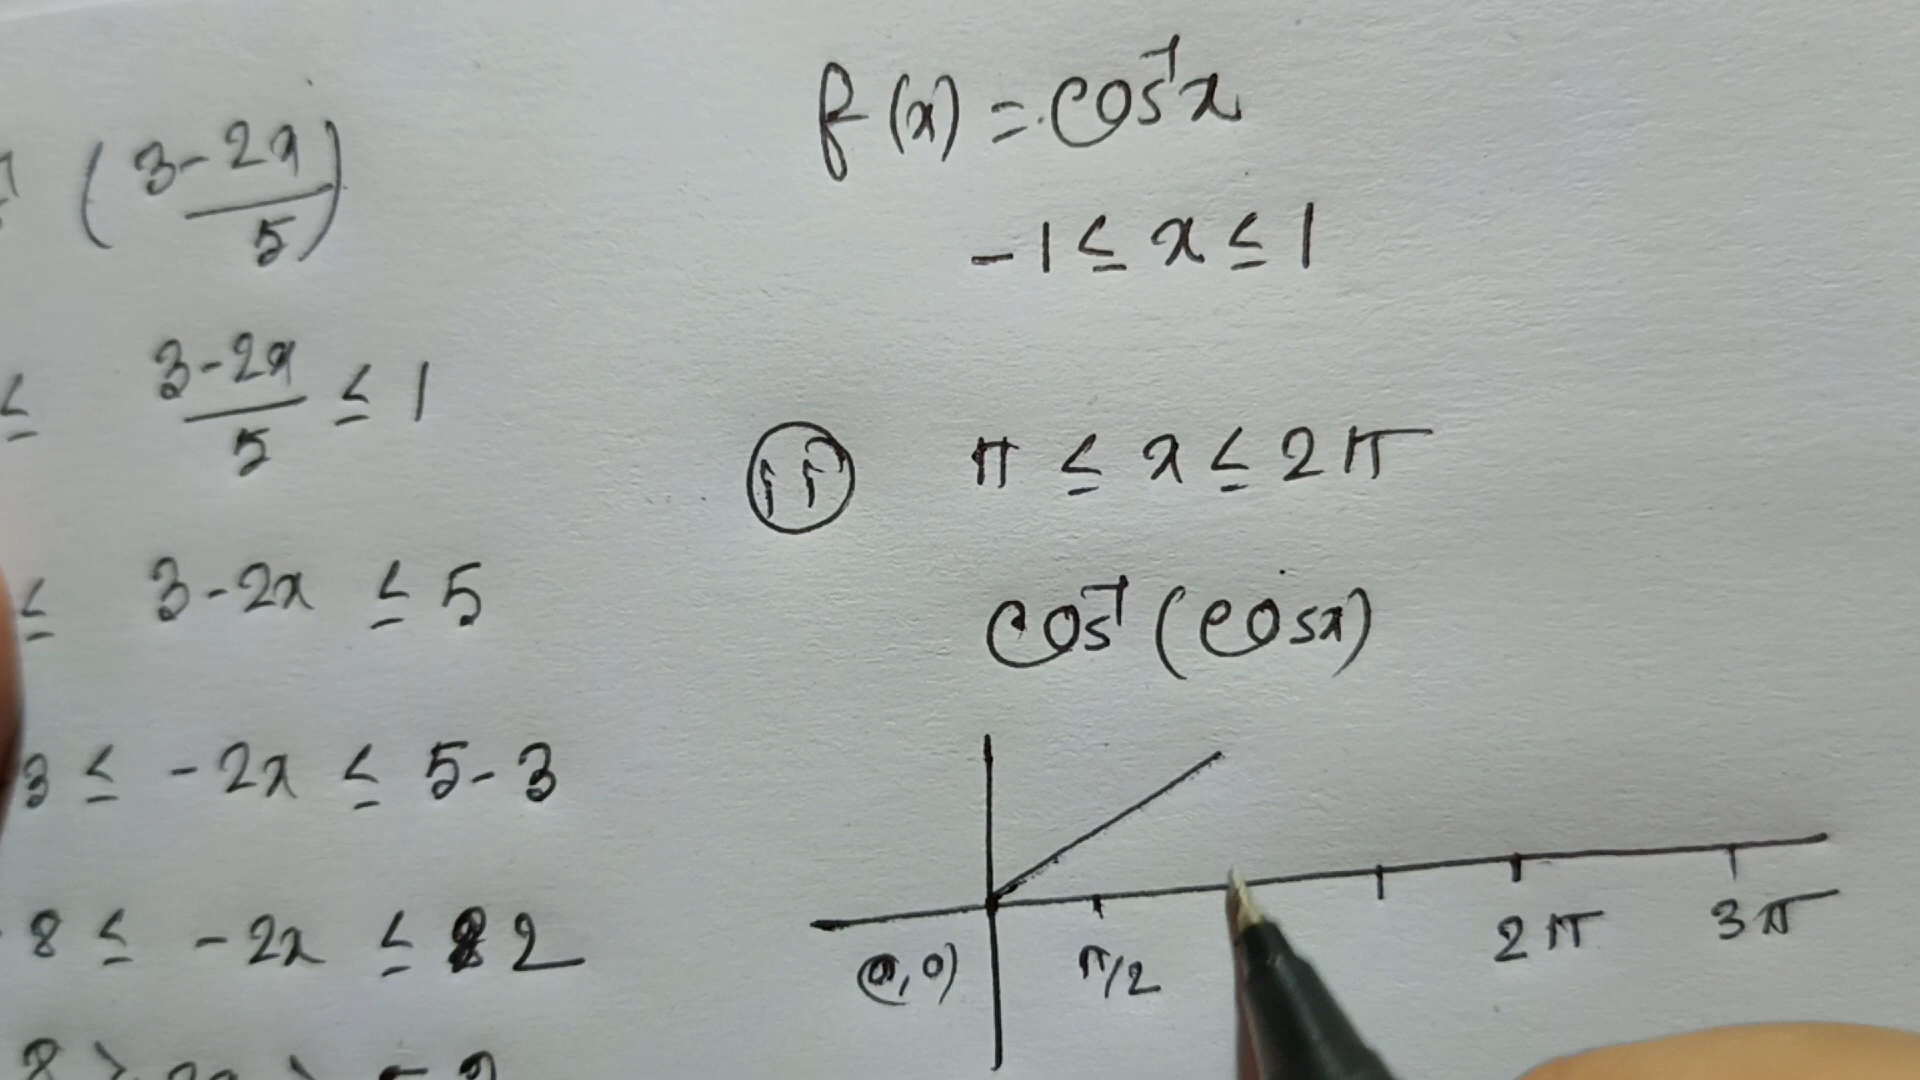 (3-2x)/5
≤ (3-2x)/5 ≤ 1
≤ 3-2x ≤ 5
3 ≤ -2x ≤ 5-3
8 ≤ -2x ≤ 2
f(x) = cos⁻¹x
-1 ≤ x ≤ 1
(ii) π ≤ x ≤ 2π
cos⁻¹(cosx)
(0,0) π/2 2π 3π